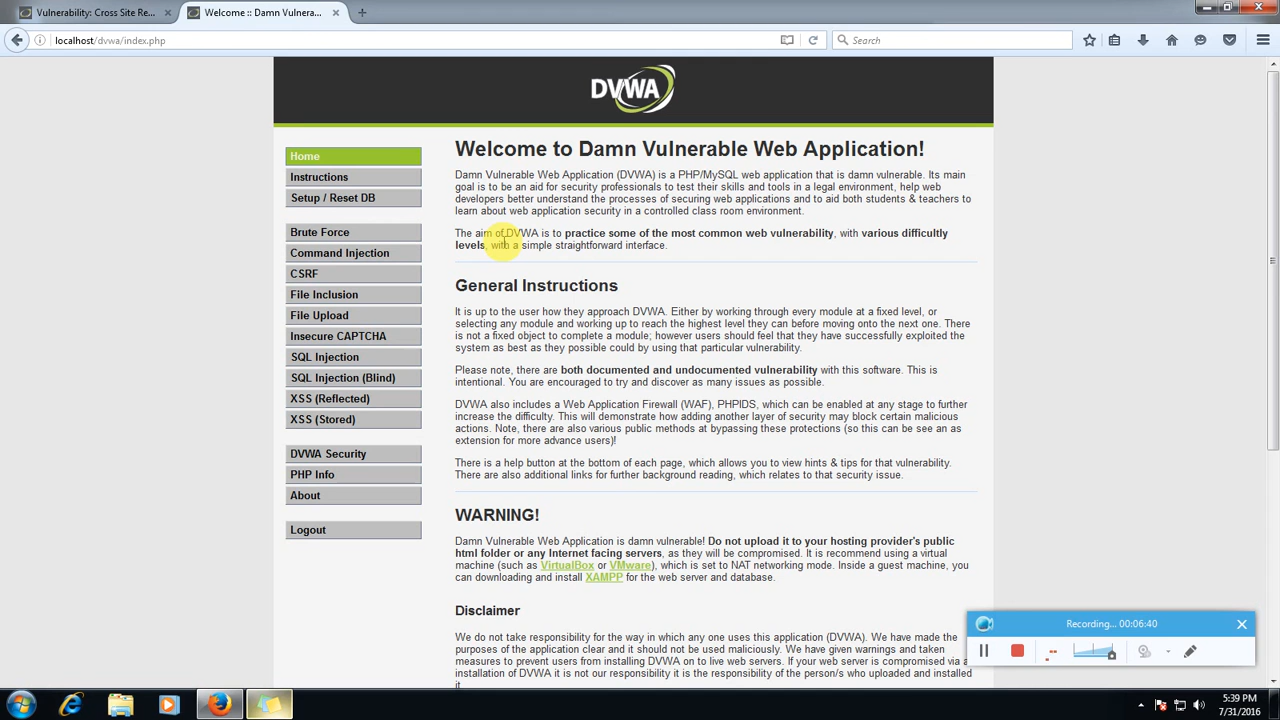 Vulnerability: Cross Site Re...
Welcome :: Damn Vulnera...
localhost/dvwa/index.php
Search
DVWA
Home
Instructions
Setup / Reset DB
Brute Force
Command Injection
CSRF
File Inclusion
File Upload
Insecure CAPTCHA
SQL Injection
SQL Injection (Blind)
XSS (Reflected)
XSS (Stored)
DVWA Security
PHP Info
About
Logout
Welcome to Damn Vulnerable Web Application!
Damn Vulnerable Web Application (DVWA) is a PHP/MySQL web application that is damn vulnerable. Its main
goal is to be an aid for security professionals to test their skills and tools in a legal environment, help web
developers better understand the processes of securing web applications and to aid both students & teachers to
learn about web application security in a controlled class room environment.
The aim of DVWA is to practice some of the most common web vulnerability, with various difficultly
levels, with a simple straightforward interface.
General Instructions
It is up to the user how they approach DVWA. Either by working through every module at a fixed level, or
selecting any module and working up to reach the highest level they can before moving onto the next one. There
is not a fixed object to complete a module; however users should feel that they have successfully exploited the
system as best as they possible could by using that particular vulnerability.
Please note, there are both documented and undocumented vulnerability with this software. This is
intentional. You are encouraged to try and discover as many issues as possible.
DVWA also includes a Web Application Firewall (WAF), PHPIDS, which can be enabled at any stage to further
increase the difficulty. This will demonstrate how adding another layer of security may block certain malicious
actions. Note, there are also various public methods at bypassing these protections (so this can be see an as
extension for more advance users)!
There is a help button at the bottom of each page, which allows you to view hints & tips for that vulnerability.
There are also additional links for further background reading, which relates to that security issue.
WARNING!
Damn Vulnerable Web Application is damn vulnerable! Do not upload it to your hosting provider's public
html folder or any Internet facing servers, as they will be compromised. It is recommend using a virtual
machine (such as VirtualBox or VMware), which is set to NAT networking mode. Inside a guest machine, you
can downloading and install XAMPP for the web server and database.
Disclaimer
We do not take responsibility for the way in which any one uses this application (DVWA). We have made the
purposes of the application clear and it should not be used maliciously. We have given warnings and taken
measures to prevent users from installing DVWA on to live web servers. If your web server is compromised via a
installation of DVWA it is not our responsibility it is the responsibility of the person/s who uploaded and installed
it.
Recording... 00:06:40
5:39 PM
7/31/2016